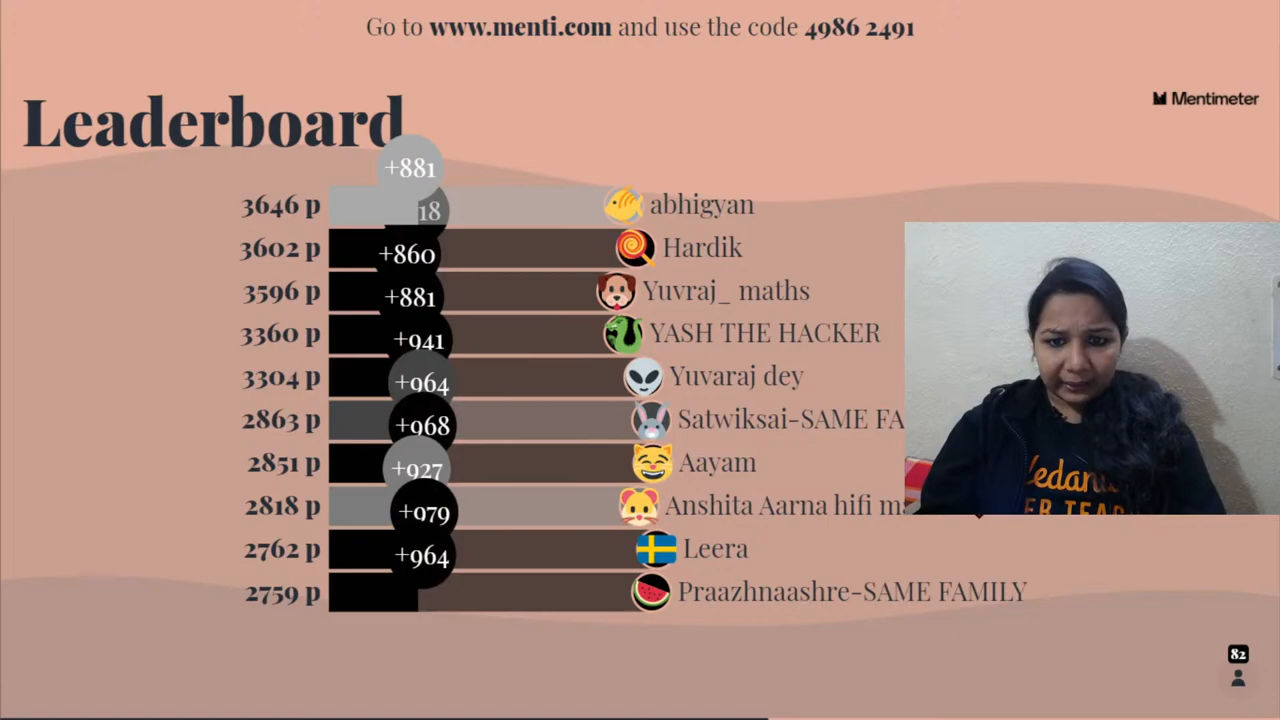 Go to www.menti.com and use the code 4986 2491
Leaderboard
Mentimeter
+881
3646 p 18 abhigyan
3602 p +860 Hardik
3596 p +881 Yuvraj_ maths
3360 p +941 YASH THE HACKER
3304 p +964 Yuvaraj dey
2863 p +968 Satwiksai-SAME FA
2851 p +927 Aayam
2818 p +979 Anshita Aarna hifi m
2762 p +964 Leera
2759 p Praazhnaashre-SAME FAMILY
82